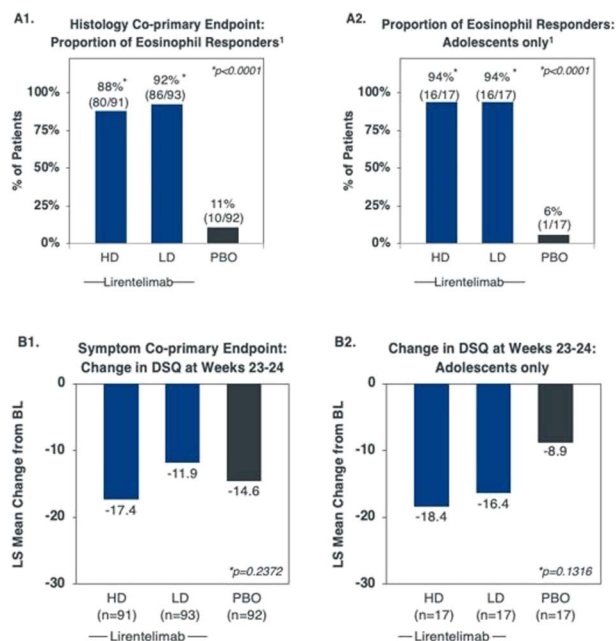 A1.
Histology Co-primary Endpoint:
Proportion of Eosinophil Responders¹
*p<0.0001
% of Patients
100%
75%
50%
25%
0%
88%*
(80/91)
92%*
(86/93)
11%
(10/92)
HD LD PBO
Lirentelimab
A2.
Proportion of Eosinophil Responders:
Adolescents only¹
*p<0.0001
% of Patients
100%
75%
50%
25%
0%
94%*
(16/17)
94%*
(16/17)
6%
(1/17)
HD LD PBO
Lirentelimab
B1.
Symptom Co-primary Endpoint:
Change in DSQ at Weeks 23-24
LS Mean Change from BL
0
-10
-20
-30
-17.4
-11.9
-14.6
*p=0.2372
HD LD PBO
(n=91) (n=93) (n=92)
Lirentelimab
B2.
Change in DSQ at Weeks 23-24:
Adolescents only
LS Mean Change from BL
0
-10
-20
-30
-18.4
-16.4
-8.9
*p=0.1316
HD LD PBO
(n=17) (n=17) (n=17)
Lirentelimab